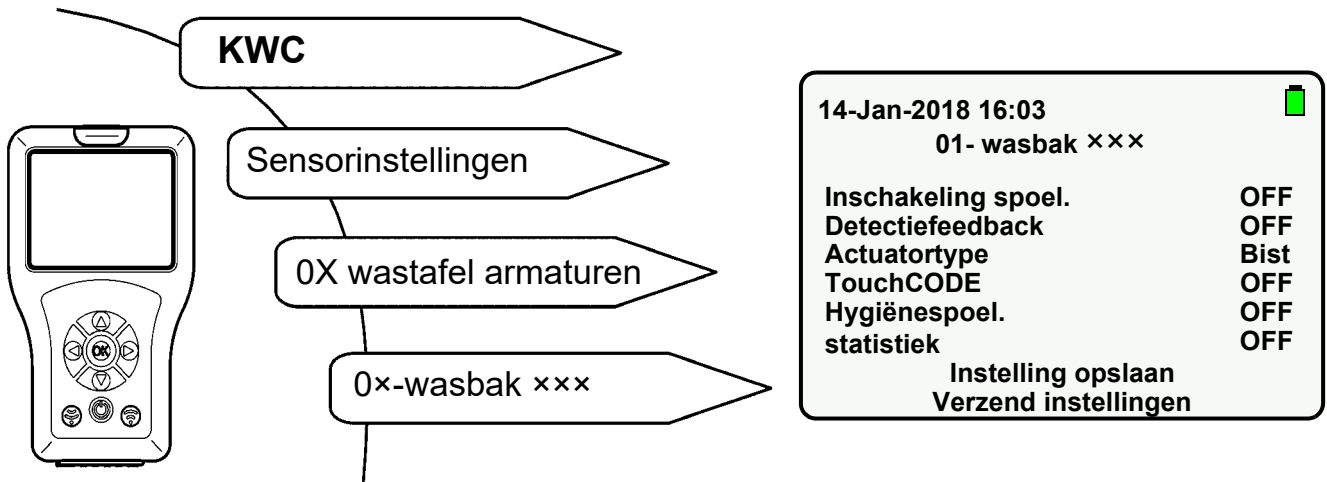 KWC
Sensorinstellingen
0X wastafel armaturen
0×-wasbak ×××
OK
14-Jan-2018 16:03
01- wasbak ×××
Inschakeling spoel. OFF
Detectiefeedback OFF
Actuatortype Bist
TouchCODE OFF
Hygiënespoel. OFF
statistiek OFF
Instelling opslaan
Verzend instellingen